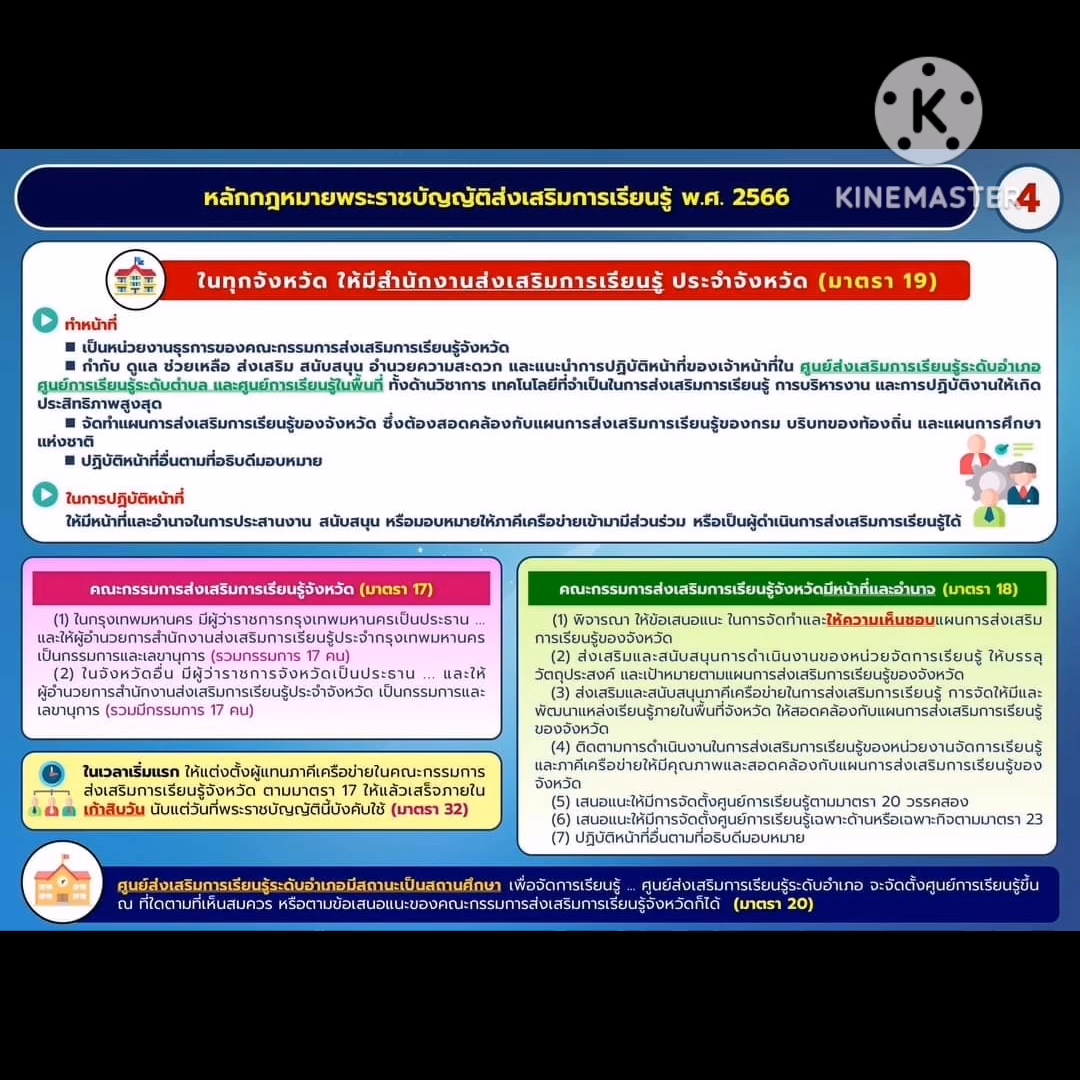 K
KINEMASTER
หลักกฎหมายพระราชบัญญัติส่งเสริมการเรียนรู้ พ.ศ. 2566
4
ในทุกจังหวัด ให้มีสำนักงานส่งเสริมการเรียนรู้ ประจำจังหวัด (มาตรา 19)
ทำหน้าที่
■ เป็นหน่วยงานธุรการของคณะกรรมการส่งเสริมการเรียนรู้จังหวัด
■ กำกับ ดูแล ช่วยเหลือ ส่งเสริม สนับสนุน อำนวยความสะดวก และแนะนำการปฏิบัติหน้าที่ของเจ้าหน้าที่ใน ศูนย์ส่งเสริมการเรียนรู้ระดับอำเภอ
ศูนย์การเรียนรู้ระดับตำบล และศูนย์การเรียนรู้ในพื้นที่ ทั้งด้านวิชาการ เทคโนโลยีที่จำเป็นในการส่งเสริมการเรียนรู้ การบริหารงาน และการปฏิบัติงานให้เกิด
ประสิทธิภาพสูงสุด
■ จัดทำแผนการส่งเสริมการเรียนรู้ของจังหวัด ซึ่งต้องสอดคล้องกับแผนการส่งเสริมการเรียนรู้ของกรม บริบทของท้องถิ่น และแผนการศึกษา
แห่งชาติ
■ ปฏิบัติหน้าที่อื่นตามที่อธิบดีมอบหมาย
ในการปฏิบัติหน้าที่
ให้มีหน้าที่และอำนาจในการประสานงาน สนับสนุน หรือมอบหมายให้ภาคีเครือข่ายเข้ามามีส่วนร่วม หรือเป็นผู้ดำเนินการส่งเสริมการเรียนรู้ได้
คณะกรรมการส่งเสริมการเรียนรู้จังหวัด (มาตรา 17)
(1) ในกรุงเทพมหานคร มีผู้ว่าราชการกรุงเทพมหานครเป็นประธาน ...
และให้ผู้อำนวยการสำนักงานส่งเสริมการเรียนรู้ประจำกรุงเทพมหานคร
เป็นกรรมการและเลขานุการ (รวมกรรมการ 17 คน)
(2) ในจังหวัดอื่น มีผู้ว่าราชการจังหวัดเป็นประธาน ... และให้
ผู้อำนวยการสำนักงานส่งเสริมการเรียนรู้ประจำจังหวัด เป็นกรรมการและ
เลขานุการ (รวมมีกรรมการ 17 คน)
ในเวลาเริ่มแรก ให้แต่งตั้งผู้แทนภาคีเครือข่ายในคณะกรรมการ
ส่งเสริมการเรียนรู้จังหวัด ตามมาตรา 17 ให้แล้วเสร็จภายใน
เก้าสิบวัน นับแต่วันที่พระราชบัญญัตินี้บังคับใช้ (มาตรา 32)
คณะกรรมการส่งเสริมการเรียนรู้จังหวัดมีหน้าที่และอำนาจ (มาตรา 18)
(1) พิจารณา ให้ข้อเสนอแนะ ในการจัดทำและให้ความเห็นชอบแผนการส่งเสริม
การเรียนรู้ของจังหวัด
(2) ส่งเสริมและสนับสนุนการดำเนินงานของหน่วยจัดการเรียนรู้ ให้บรรลุ
วัตถุประสงค์ และเป้าหมายตามแผนการส่งเสริมการเรียนรู้ของจังหวัด
(3) ส่งเสริมและสนับสนุนภาคีเครือข่ายในการส่งเสริมการเรียนรู้ การจัดให้มีและ
พัฒนาแหล่งเรียนรู้ภายในพื้นที่จังหวัด ให้สอดคล้องกับแผนการส่งเสริมการเรียนรู้
ของจังหวัด
(4) ติดตามการดำเนินงานในการส่งเสริมการเรียนรู้ของหน่วยงานจัดการเรียนรู้
และภาคีเครือข่ายให้มีคุณภาพและสอดคล้องกับแผนการส่งเสริมการเรียนรู้ของ
จังหวัด
(5) เสนอแนะให้มีการจัดตั้งศูนย์การเรียนรู้ตามมาตรา 20 วรรคสอง
(6) เสนอแนะให้มีการจัดตั้งศูนย์การเรียนรู้เฉพาะด้านหรือเฉพาะกิจตามมาตรา 23
(7) ปฏิบัติหน้าที่อื่นตามที่อธิบดีมอบหมาย
ศูนย์ส่งเสริมการเรียนรู้ระดับอำเภอมีสถานะเป็นสถานศึกษา เพื่อจัดการเรียนรู้ ... ศูนย์ส่งเสริมการเรียนรู้ระดับอำเภอ จะจัดตั้งศูนย์การเรียนรู้ขึ้น
ณ ที่ใดตามที่เห็นสมควร หรือตามข้อเสนอแนะของคณะกรรมการส่งเสริมการเรียนรู้จังหวัดก็ได้ (มาตรา 20)